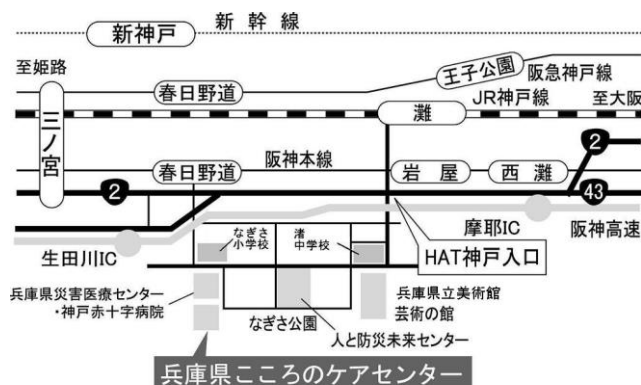 新幹線
新神戸
王子公園
至姫路
阪急神戸線
春日野道
JR神戸線
至大阪
灘
三ノ宮
2
春日野道
阪神本線
岩屋
西灘
2
43
なぎさ
小学校
渚
中学校
摩耶IC
阪神高速
生田川IC
HAT神戸入口
兵庫県災害医療センター
・神戸赤十字病院
兵庫県立美術館
芸術の館
なぎさ公園
人と防災未来センター
兵庫県こころのケアセンター